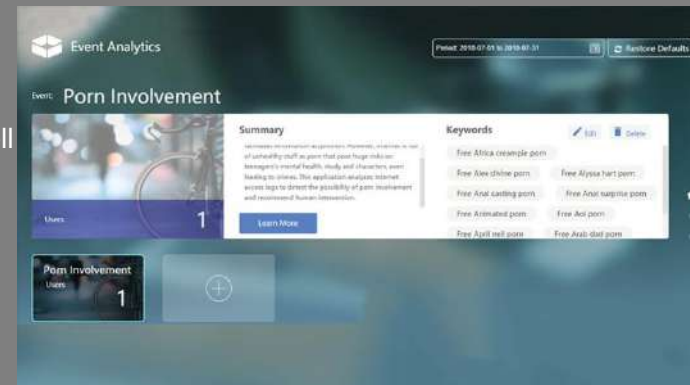 Event Analytics
Period: 2018-07-01 to 2018-07-31
Restore Defaults
Event: Porn Involvement
Summary
of unhealthy stuff as porn that pose huge risks on
teenagers's mental health, study and characters, even
leading to crimes. This application analyzes Internet
access logs to detect the possibility of porn involvement
and recommend human intervention.
Learn More
Users
1
Keywords
Edit
Delete
Free Africa creampie porn
Free Alex divine porn
Free Alyssa hart porn
Free Anal casting porn
Free Anal surprise porn
Free Animated porn
Free Aoi porn
Free April neil porn
Free Arab dad porn
Porn Involvement
Users
1